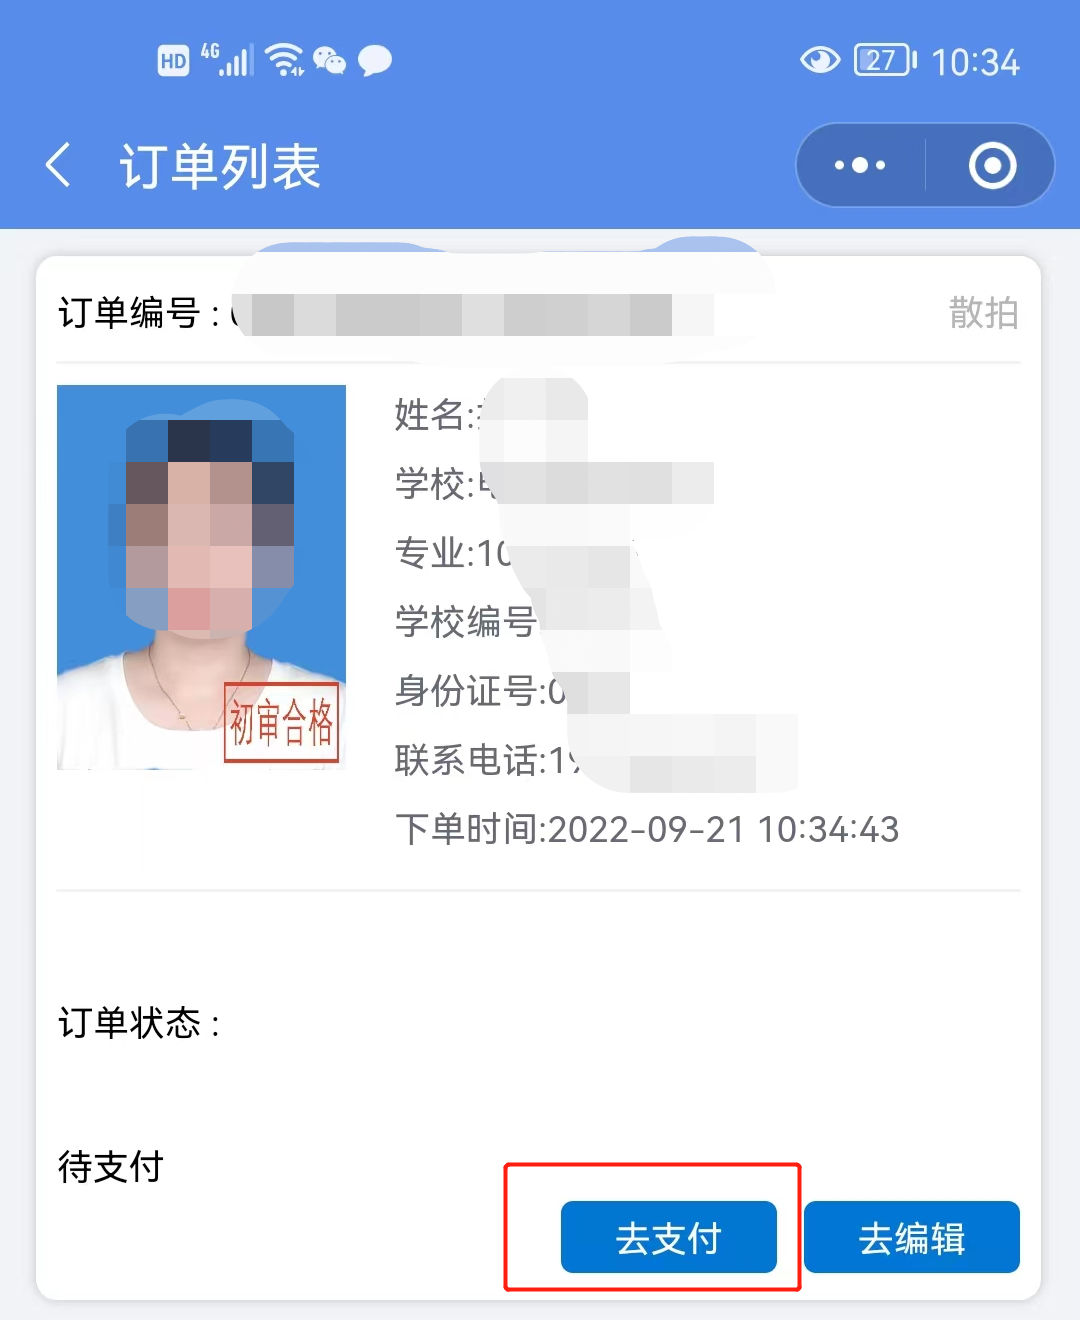 HD 4G 27 10:34
订单列表
订单编号：
散拍
姓名:
学校:
专业:10
学校编号
身份证号:0
联系电话:19
下单时间:2022-09-21 10:34:43
初审合格
订单状态：
待支付
去支付
去编辑